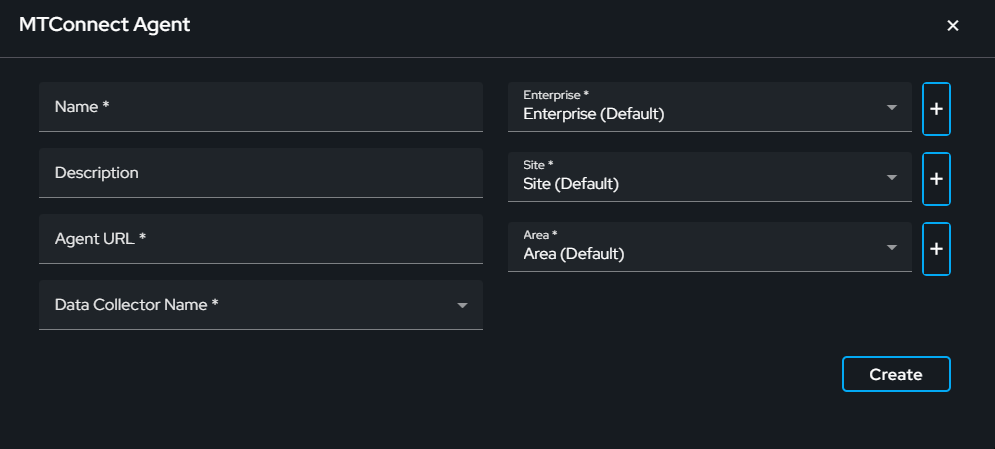 MTConnect Agent
Name *
Description
Agent URL *
Data Collector Name *
Enterprise *
Enterprise (Default)
+
Site *
Site (Default)
+
Area *
Area (Default)
+
Create